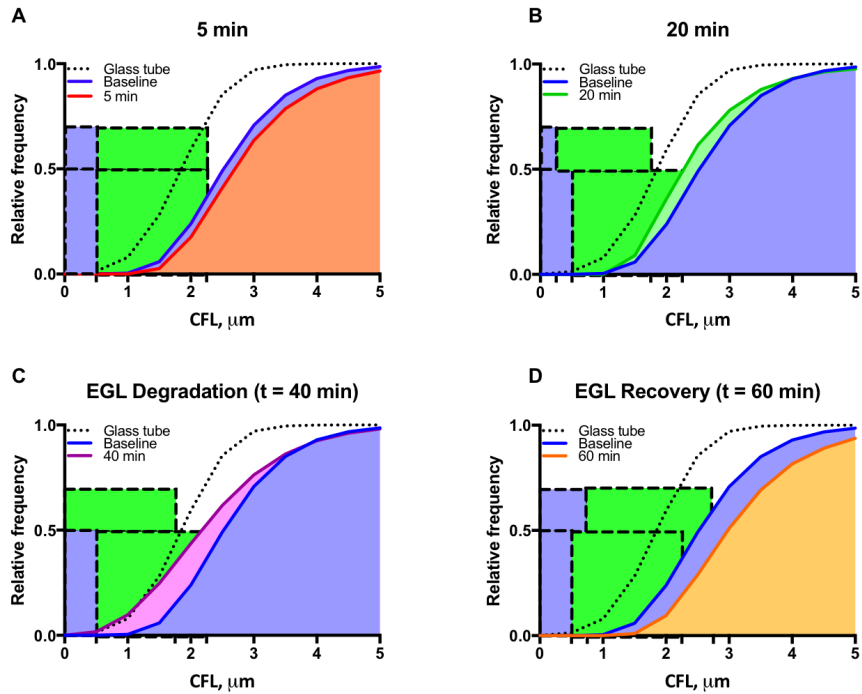 A
5 min
Glass tube
Baseline
5 min
Relative frequency
1.0
0.5
0.0
0 1 2 3 4 5
CFL, μm
B
20 min
Glass tube
Baseline
20 min
Relative frequency
1.0
0.5
0.0
0 1 2 3 4 5
CFL, μm
C
EGL Degradation (t = 40 min)
Glass tube
Baseline
40 min
Relative frequency
1.0
0.5
0.0
0 1 2 3 4 5
CFL, μm
D
EGL Recovery (t = 60 min)
Glass tube
Baseline
60 min
Relative frequency
1.0
0.5
0.0
0 1 2 3 4 5
CFL, μm